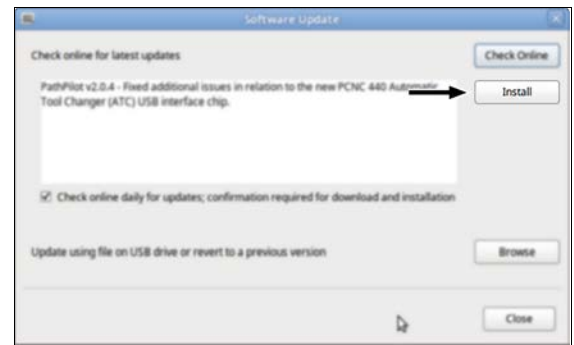 Software Update
Check online for latest updates
Check Online
PathPilot v2.0.4 - Fixed additional issues in relation to the new PCNC 440 Automatic
Tool Changer (ATC) USB interface chip.
Install
Check online daily for updates; confirmation required for download and installation
Update using file on USB drive or revert to a previous version
Browse
Close